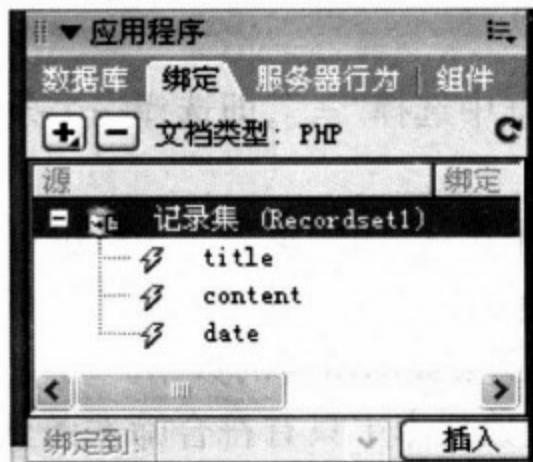 应用程序
数据库 绑定 服务器行为 组件
文档类型: PHP
源 绑定
记录集 (Recordset1)
title
content
date
绑定到: 插入